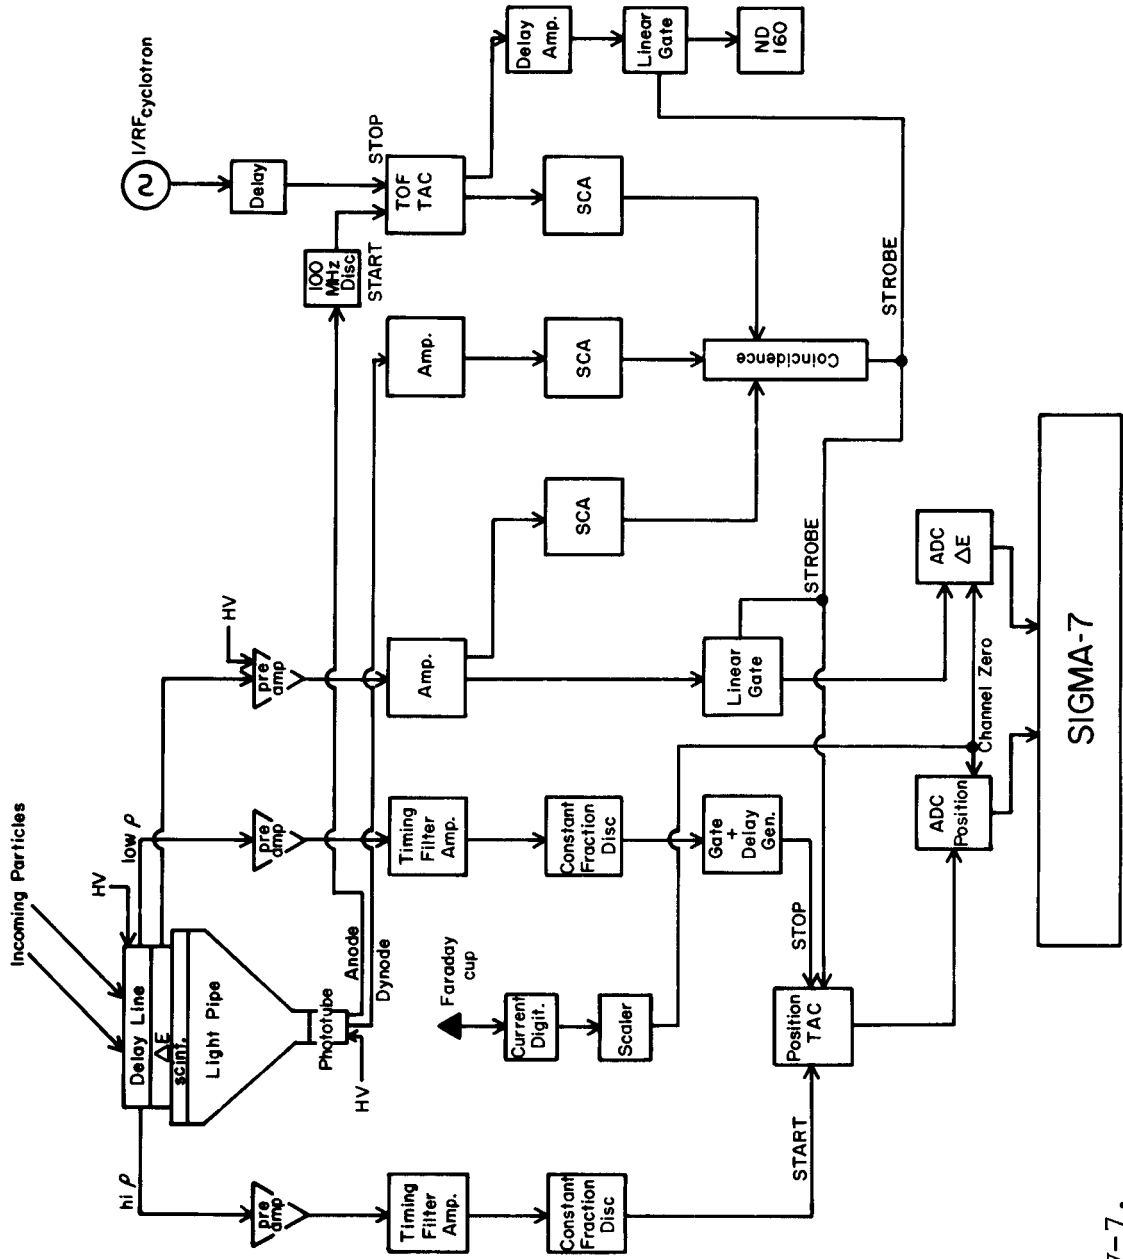 Incoming Particles
HV
hi ρ
low ρ
Delay Line
ΔE
scint.
Light Pipe
Phototube
HV
Anode
Dynode
HV
pre
amp
pre
amp
pre
amp
1/RFcyclotron
Delay
100
MHz
Disc
START
STOP
TOF
TAC
Delay
Amp.
Linear
Gate
ND
160
Timing
Filter
Amp.
Timing
Filter
Amp.
Amp.
Amp.
Faraday
cup
Current
Digit.
Scaler
Constant
Fraction
Disc
Constant
Fraction
Disc
SCA
SCA
SCA
Gate
+
Delay
Gen.
Linear
Gate
Coincidence
STROBE
STROBE
START
STOP
Position
TAC
ADC
Position
Channel Zero
ADC
ΔE
SIGMA-7